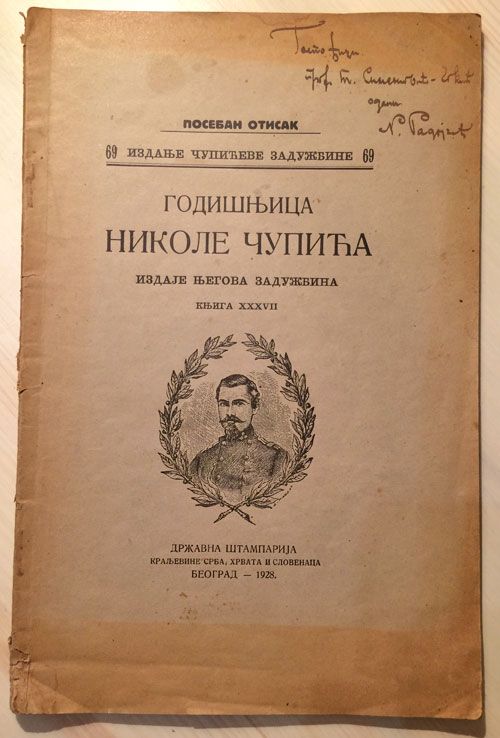 Н. Радојчић
ПОСЕБАН ОТИСАК
69 ИЗДАЊЕ ЧУПИЋЕВЕ ЗАДУЖБИНЕ 69
ГОДИШЊИЦА
НИКОЛЕ ЧУПИЋА
ИЗДАЈЕ ЊЕГОВА ЗАДУЖБИНА
КЊИГА XXXVII
ДРЖАВНА ШТАМПАРИЈА
КРАЉЕВИНЕ СРБА, ХРВАТА И СЛОВЕНАЦА
БЕОГРАД — 1928.